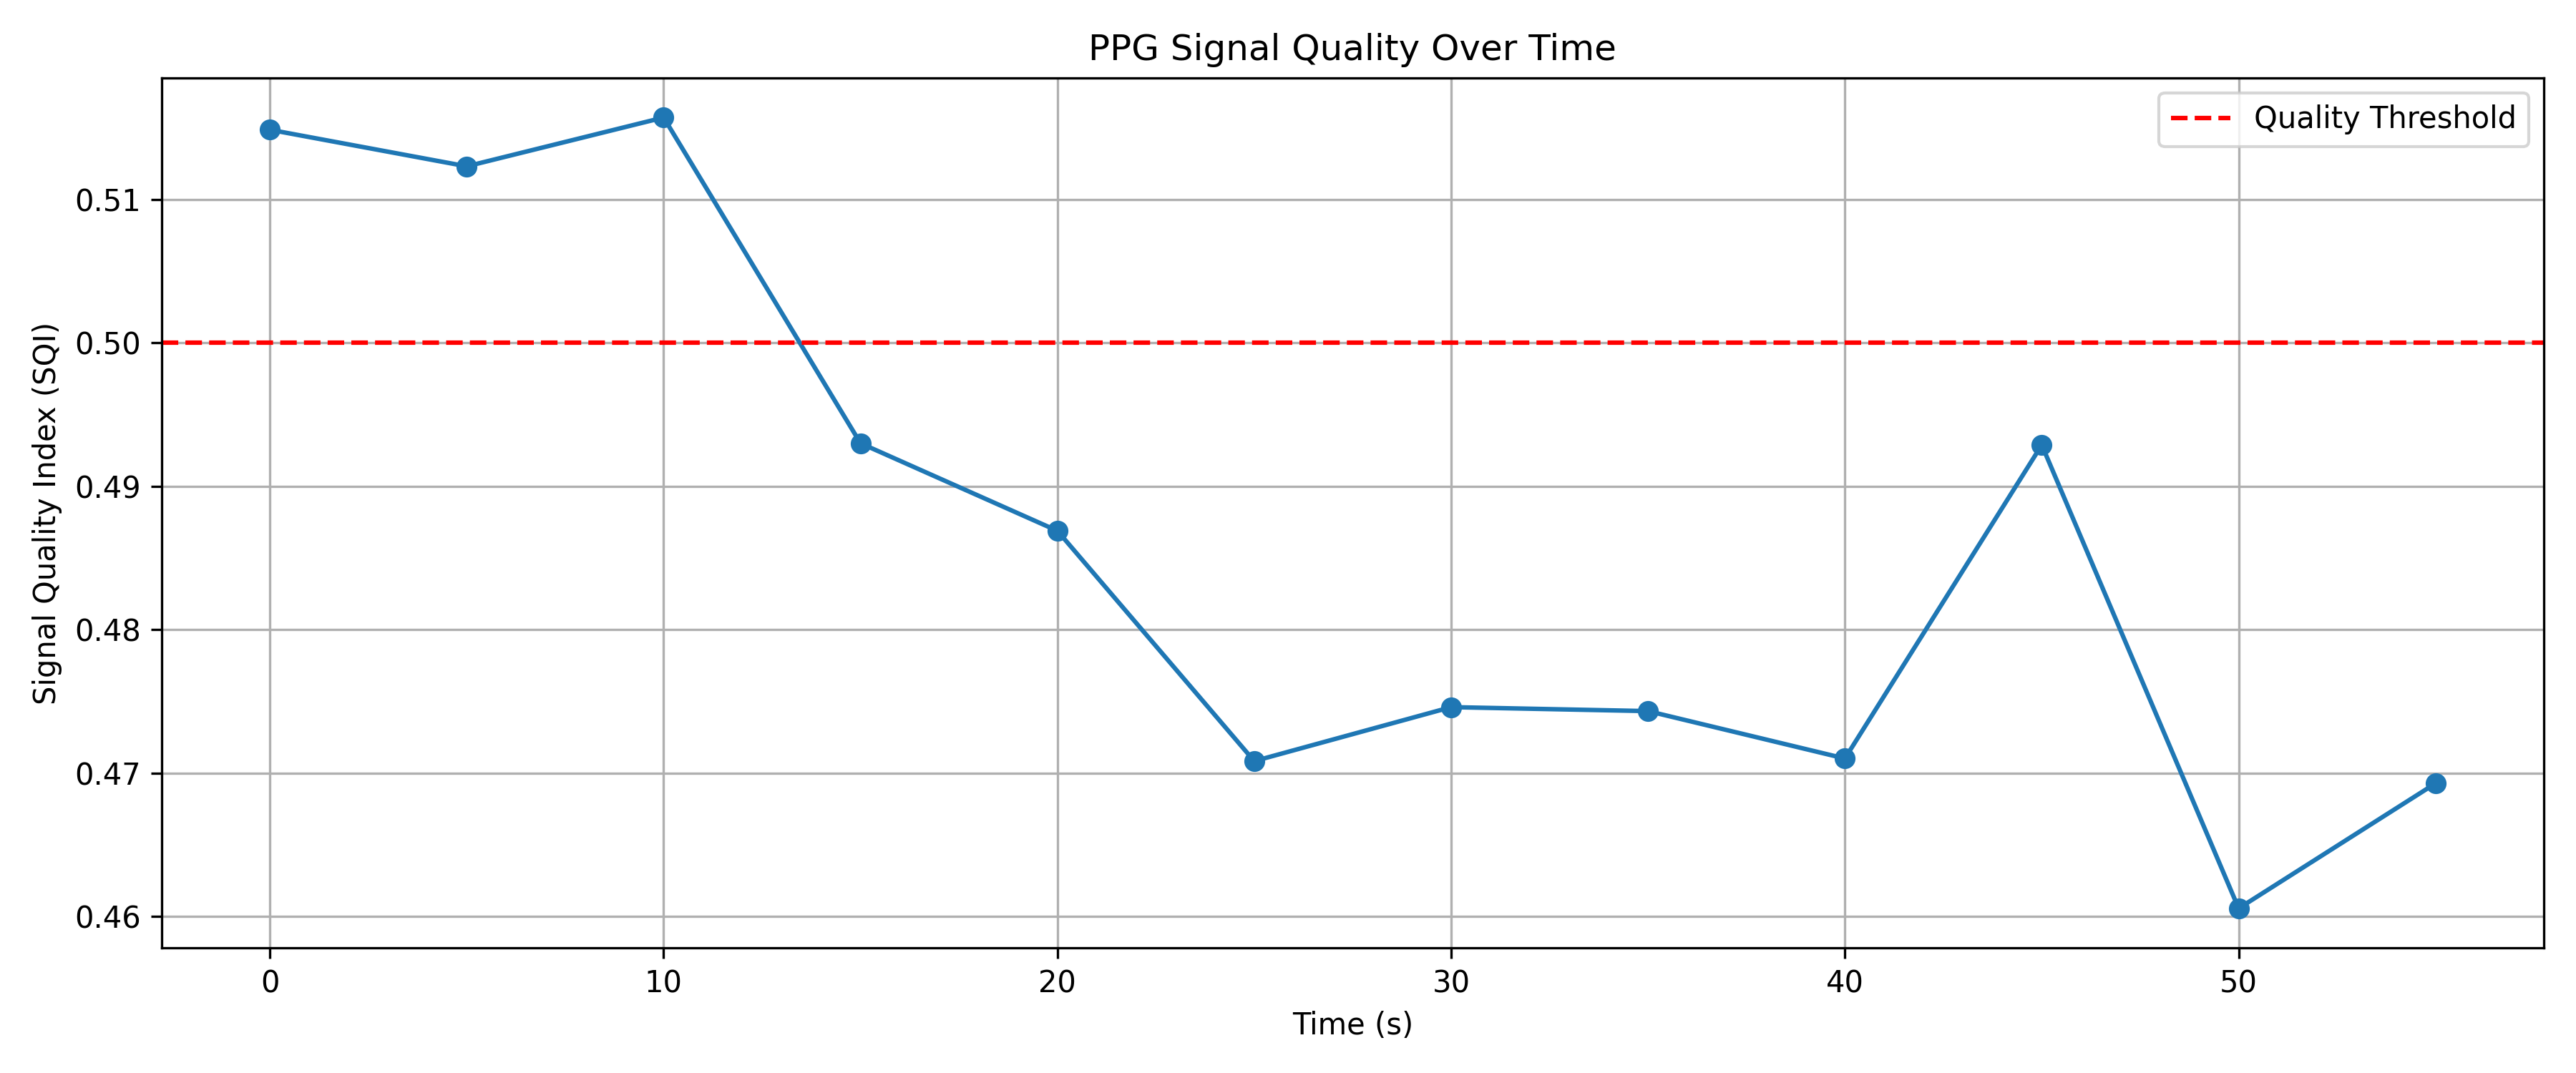 PPG Signal Quality Over Time
Quality Threshold
Signal Quality Index (SQI)
0.51
0.50
0.49
0.48
0.47
0.46
0 10 20 30 40 50
Time (s)